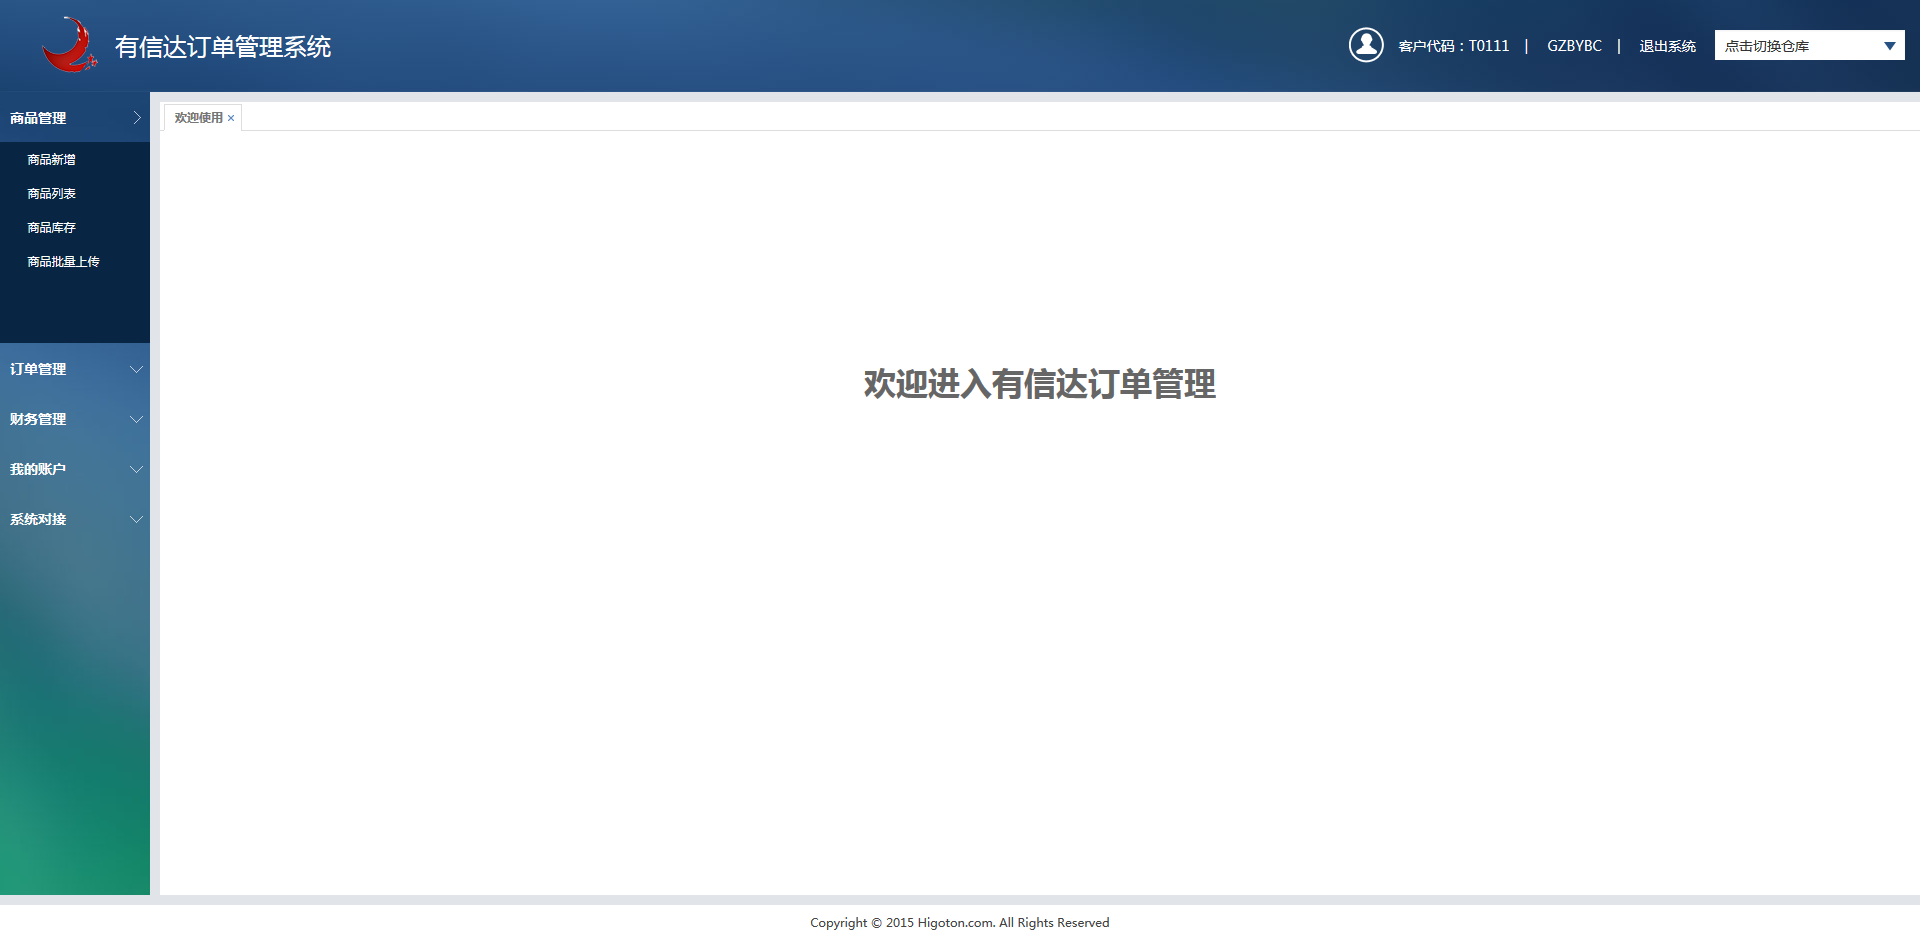 有信达订单管理系统
客户代码：T0111 | GZBYBC | 退出系统
点击切换仓库
商品管理
商品新增
商品列表
商品库存
商品批量上传
订单管理
财务管理
我的账户
系统对接
欢迎使用 ×
欢迎进入有信达订单管理
Copyright © 2015 Higoton.com. All Rights Reserved